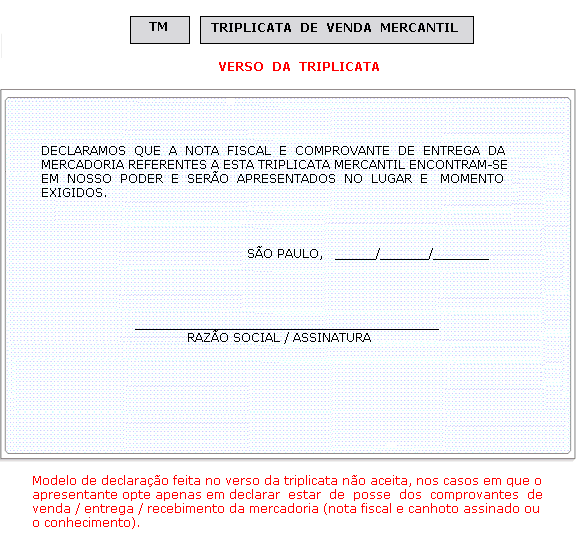 TM
TRIPLICATA DE VENDA MERCANTIL
VERSO DA TRIPLICATA
DECLARAMOS QUE A NOTA FISCAL E COMPROVANTE DE ENTREGA DA
MERCADORIA REFERENTES A ESTA TRIPLICATA MERCANTIL ENCONTRAM-SE
EM NOSSO PODER E SERÃO APRESENTADOS NO LUGAR E MOMENTO
EXIGIDOS.
SÃO PAULO, ______/_______/________
RAZÃO SOCIAL / ASSINATURA
Modelo de declaração feita no verso da triplicata não aceita, nos casos em que o
apresentante opte apenas em declarar estar de posse dos comprovantes de
venda / entrega / recebimento da mercadoria (nota fiscal e canhoto assinado ou
o conhecimento).